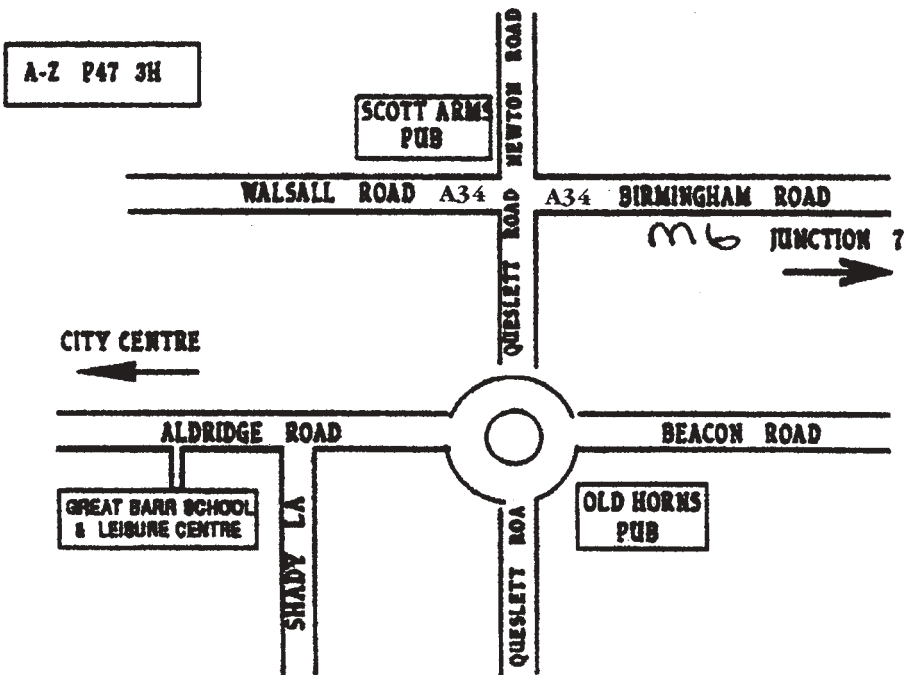 NEWTON ROAD
A-Z P47 3H
SCOTT ARMS
PUB
WALSALL ROAD A34
A34 BIRMINGHAM ROAD
QUESLETT ROAD
M6 JUNCTION 7
CITY CENTRE
ALDRIDGE ROAD
BEACON ROAD
GREAT BARR SCHOOL
& LEISURE CENTRE
SHADY LA
QUESLETT ROA
OLD HORNS
PUB